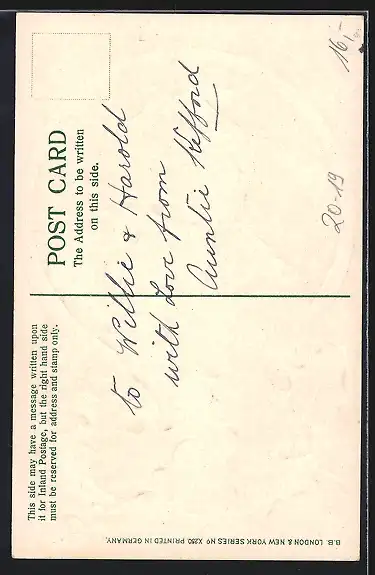 This side may have a message written upon
it for Inland Postage, but the right hand side
must be reserved for address and stamp only.
POST CARD
The Address to be written
on this side.
to Willie & Harold
with Love from
Auntie
20-19
16,-
B.B. LONDON & NEW YORK SERIES Nº X280 PRINTED IN GERMANY.